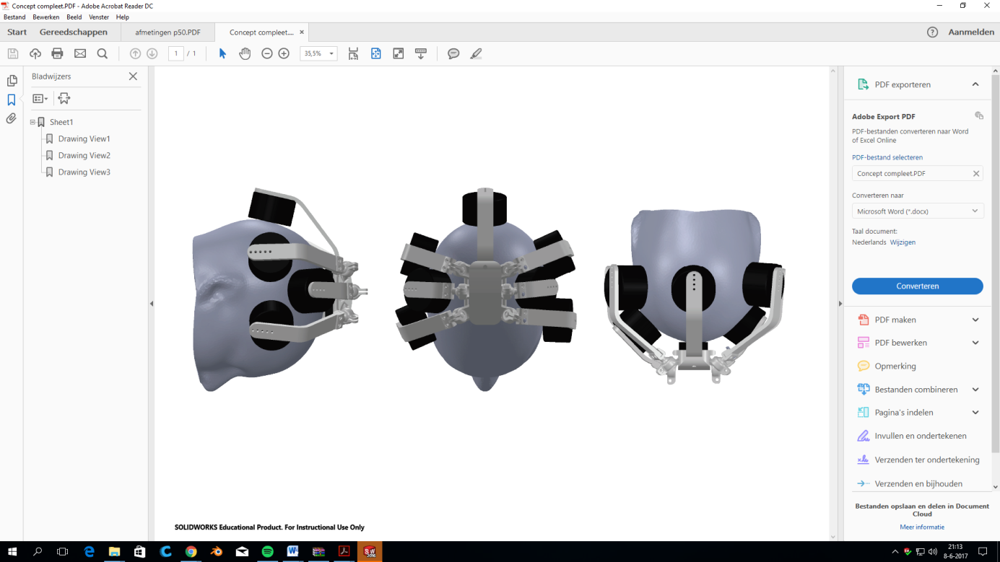 Concept compleet.PDF - Adobe Acrobat Reader DC
Bestand Bewerken Beeld Venster Help
Start Gereedschappen afmetingen p50.PDF Concept compleet.... × Aanmelden
1 / 1 35,5%
Bladwijzers
Sheet1
Drawing View1
Drawing View2
Drawing View3
SOLIDWORKS Educational Product. For Instructional Use Only
PDF exporteren
Adobe Export PDF
PDF-bestanden converteren naar Word
of Excel Online
PDF-bestand selecteren
Concept compleet.PDF
Converteren naar
Microsoft Word (*.docx)
Taal document:
Nederlands Wijzigen
Converteren
PDF maken
PDF bewerken
Opmerking
Bestanden combineren
Pagina's indelen
Invullen en ondertekenen
Verzenden ter ondertekening
Verzenden en bijhouden
Bestanden opslaan en delen in Document
Cloud
Meer informatie
21:13
8-6-2017